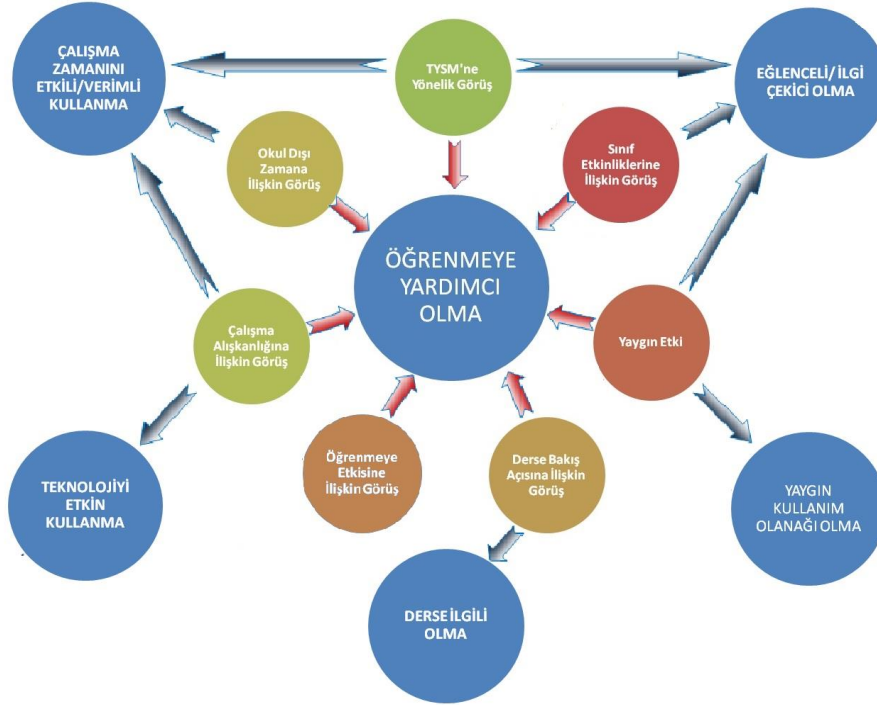 ÇALIŞMA
ZAMANINI
ETKİLİ/VERİMLİ
KULLANMA
TYSM'ne
Yönelik Görüş
EĞLENCELİ/ İLGİ
ÇEKİCİ OLMA
Okul Dışı
Zamana
İlişkin Görüş
Sınıf
Etkinliklerine
İlişkin Görüş
ÖĞRENMEYE
YARDIMCI
OLMA
Çalışma
Alışkanlığına
İlişkin Görüş
Yaygın Etki
Öğrenmeye
Etkisine
İlişkin Görüş
Derse Bakış
Açısına İlişkin
Görüş
TEKNOLOJİYİ
ETKİN
KULLANMA
YAYGIN
KULLANIM
OLANAĞI OLMA
DERSE İLGİLİ
OLMA